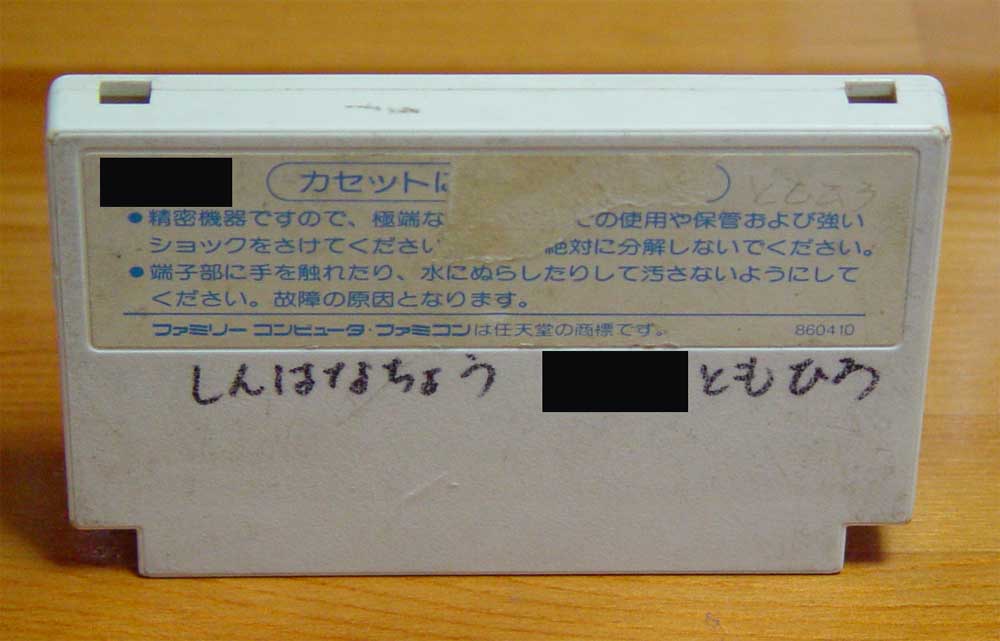 カセットに ともひろ
●精密機器ですので、極端な の使用や保管および強い
ショックをさけてください 絶対に分解しないでください。
●端子部に手を触れたり、水にぬらしたりして汚さないようにして
ください。故障の原因となります。
ファミリー コンピュータ・ファミコンは任天堂の商標です。 860410
しんはなちょう ともひろ